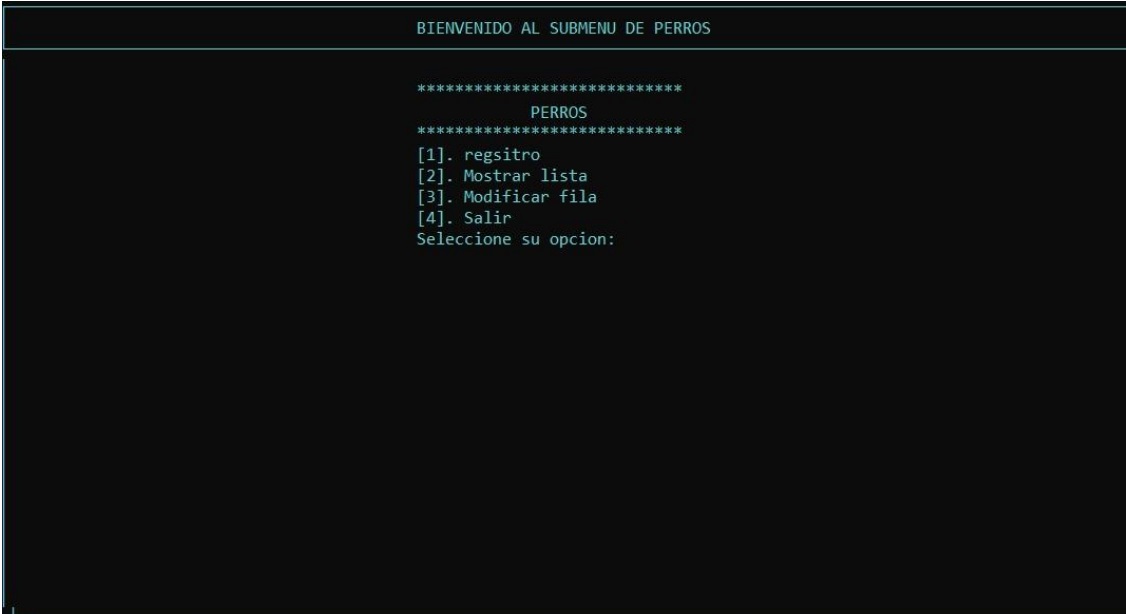 BIENVENIDO AL SUBMENU DE PERROS
****************************
PERROS
****************************
[1]. regsitro
[2]. Mostrar lista
[3]. Modificar fila
[4]. Salir
Seleccione su opcion: